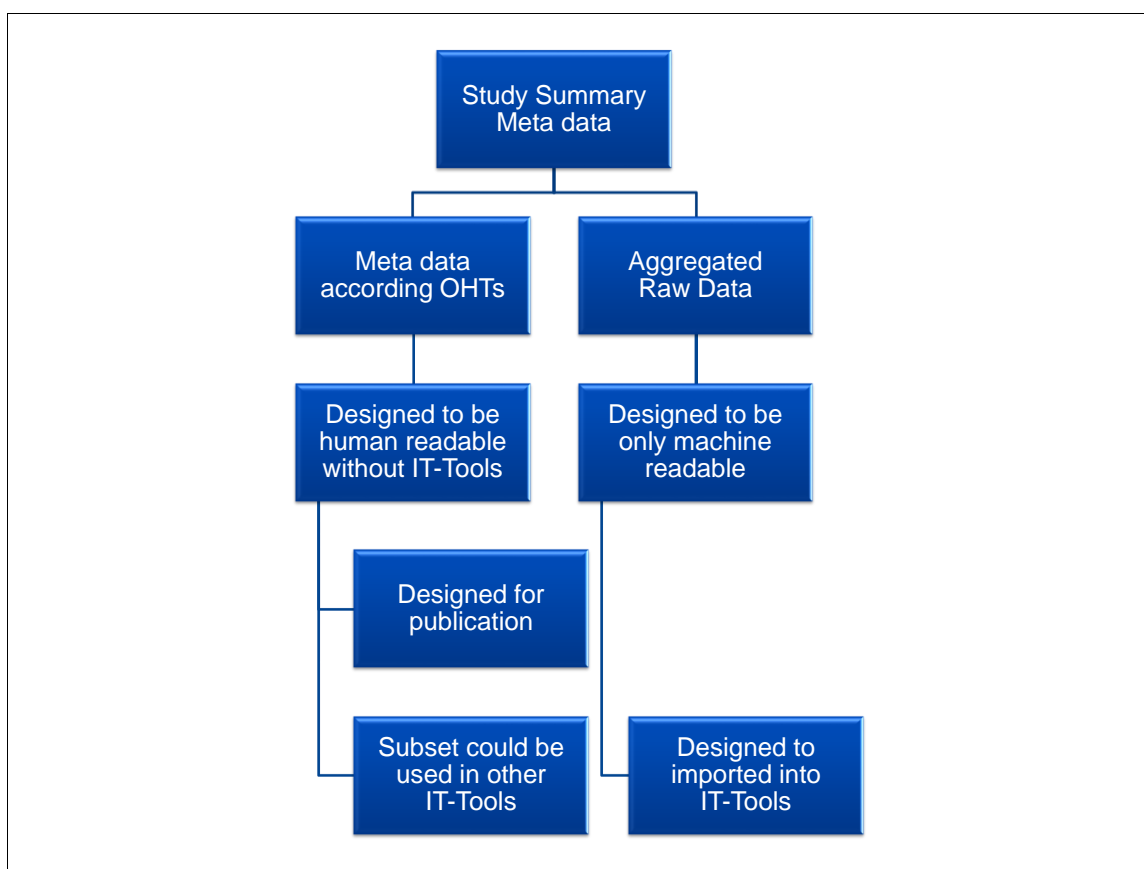 Study Summary
Meta data
Meta data
according OHTs
Aggregated
Raw Data
Designed to be
human readable
without IT-Tools
Designed to be
only machine
readable
Designed for
publication
Subset could be
used in other
IT-Tools
Designed to
imported into
IT-Tools